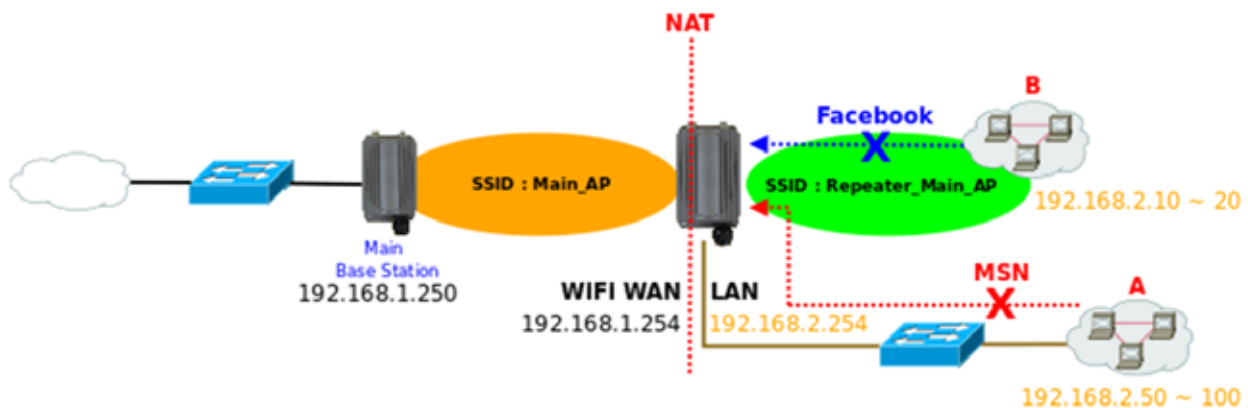 NAT
B
Facebook
X
SSID : Main_AP
SSID : Repeater_Main_AP
192.168.2.10 ~ 20
Main
Base Station
192.168.1.250
WIFI WAN
LAN
192.168.1.254
192.168.2.254
MSN
X
A
192.168.2.50 ~ 100